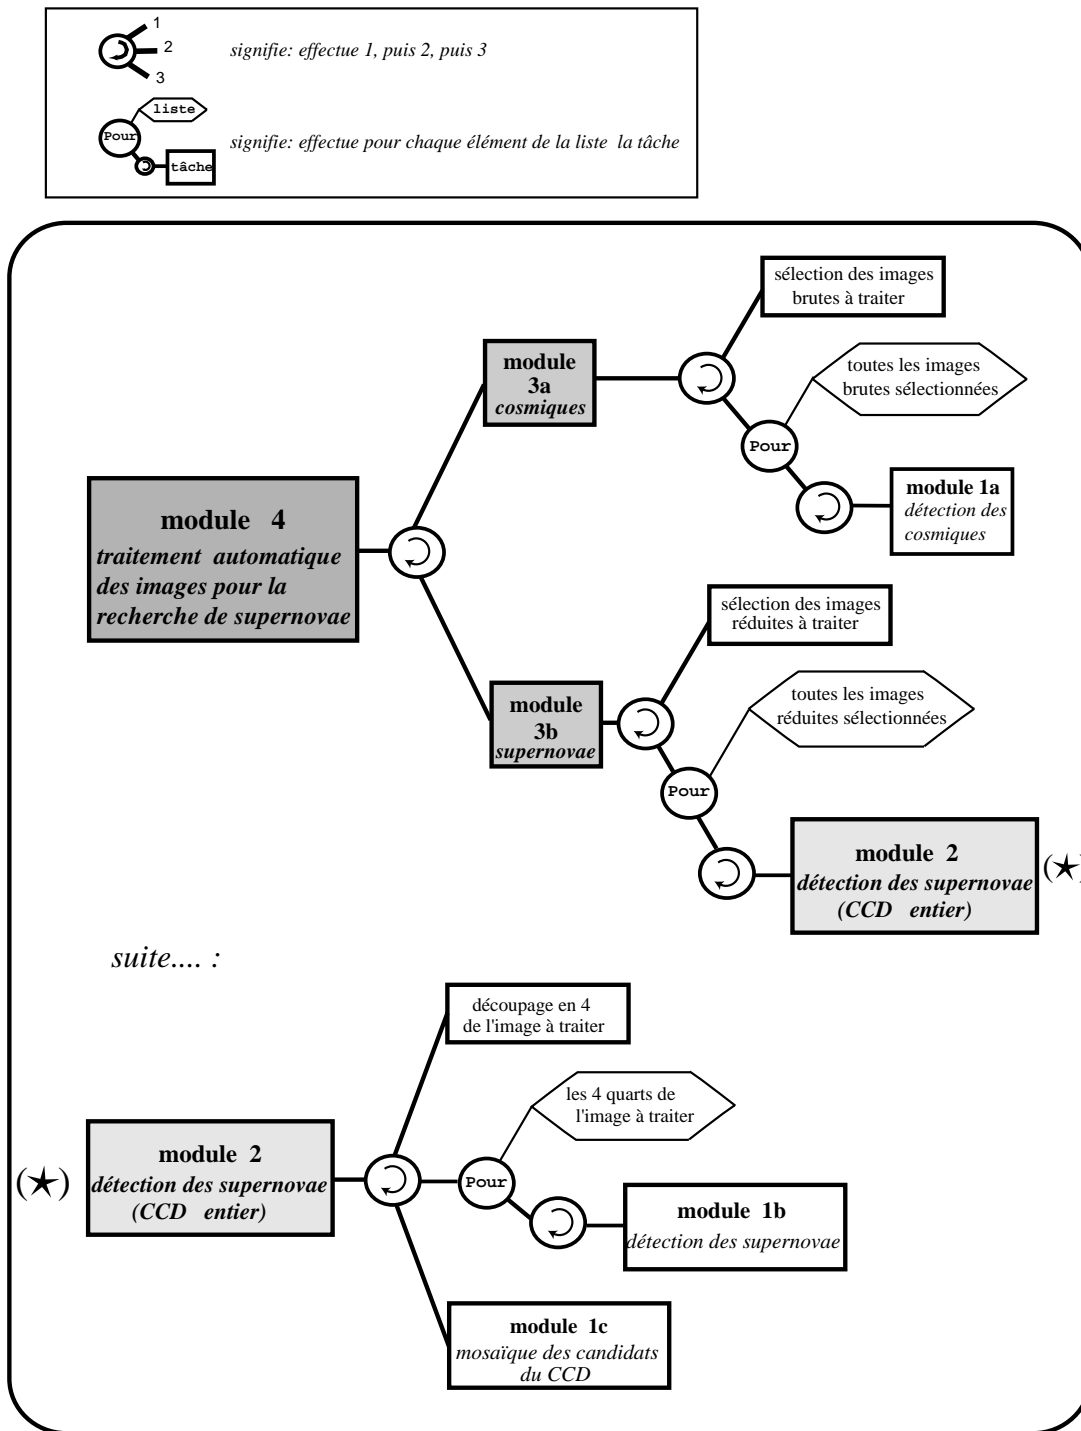 1
2
3
signifie: effectue 1, puis 2, puis 3
liste
Pour
tâche
signifie: effectue pour chaque élément de la liste la tâche
sélection des images
brutes à traiter
module
3a
cosmiques
toutes les images
brutes sélectionnées
Pour
module 1a
détection des
cosmiques
module 4
traitement automatique
des images pour la
recherche de supernovae
sélection des images
réduites à traiter
module
3b
supernovae
toutes les images
réduites sélectionnées
Pour
module 2
détection des supernovae
(CCD entier)
(★)
suite.... :
découpage en 4
de l'image à traiter
les 4 quarts de
l'image à traiter
(★)
module 2
détection des supernovae
(CCD entier)
Pour
module 1b
détection des supernovae
module 1c
mosaïque des candidats
du CCD